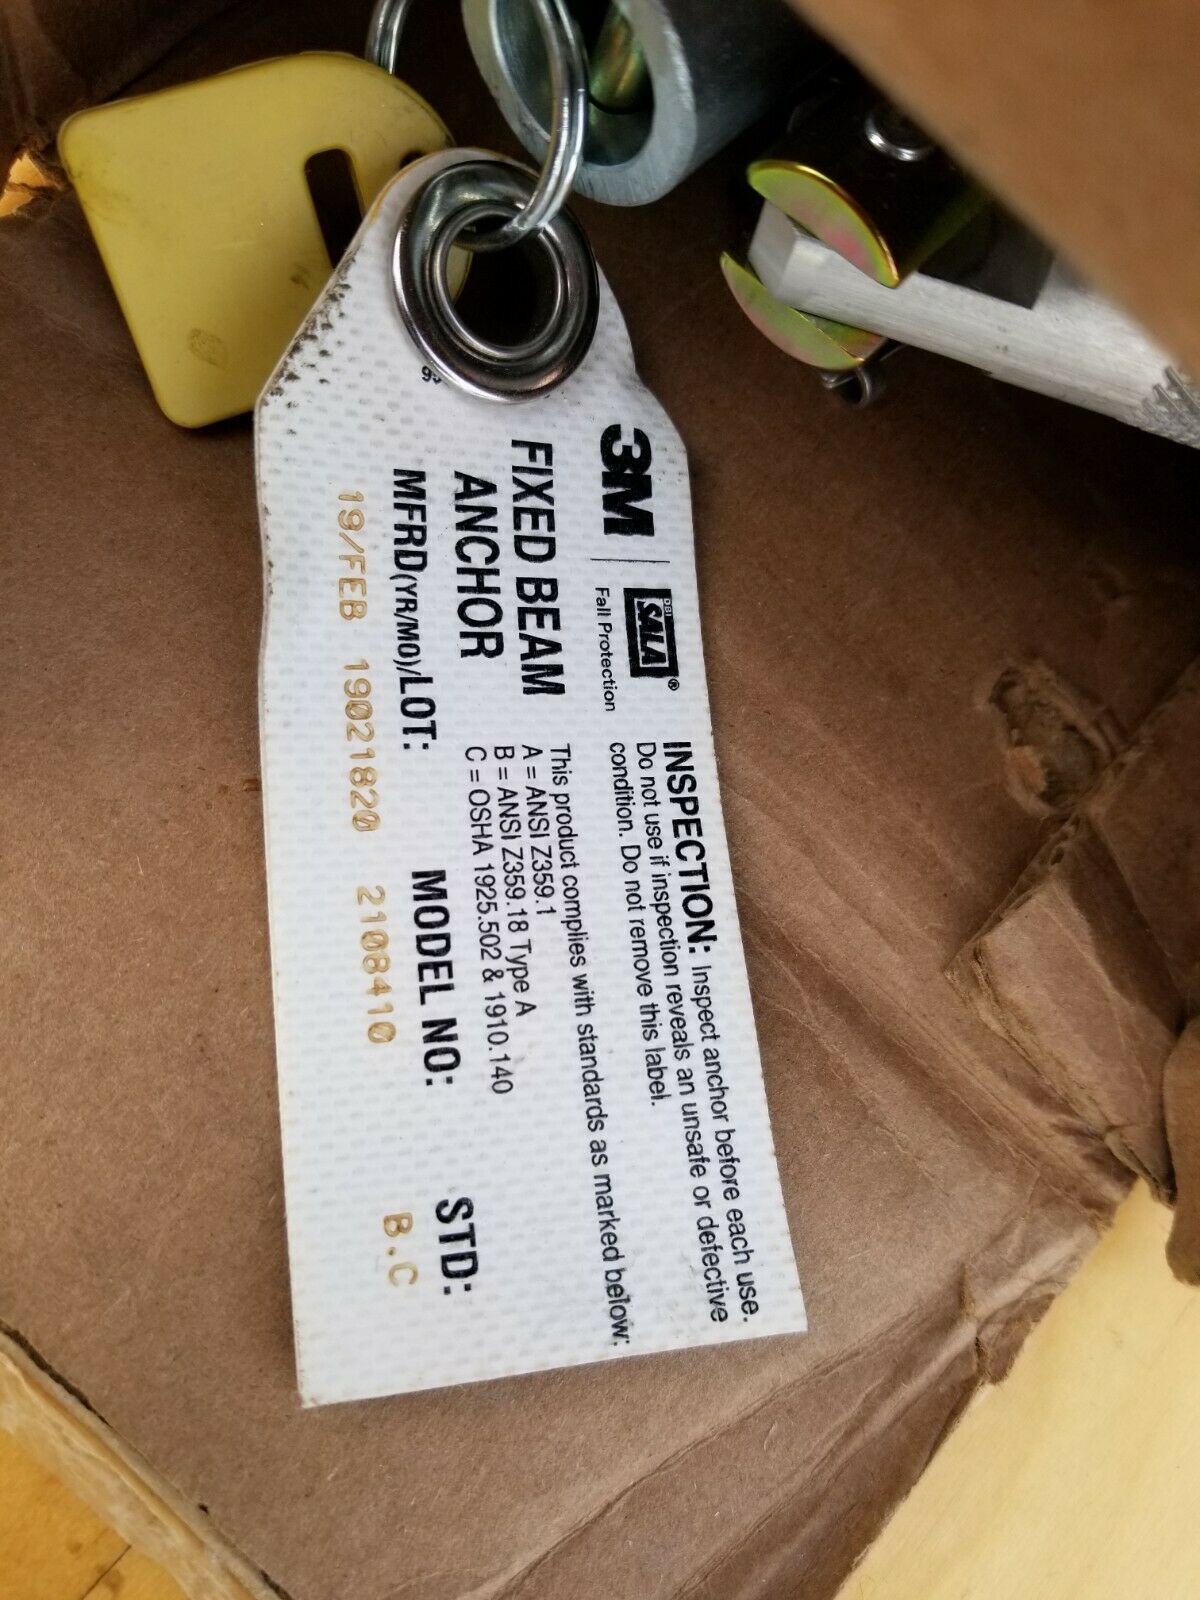 3M
DBI
SALA®
Fall Protection
INSPECTION: Inspect anchor before each use.
Do not use if inspection reveals an unsafe or defective
condition. Do not remove this label.
FIXED BEAM
ANCHOR
This product complies with standards as marked below:
A = ANSI Z359.1
B = ANSI Z359.18 Type A
C = OSHA 1925.502 & 1910.140
MFRD(YR/MO)/LOT: MODEL NO: STD:
19/FEB 19021820 2108410 B.C